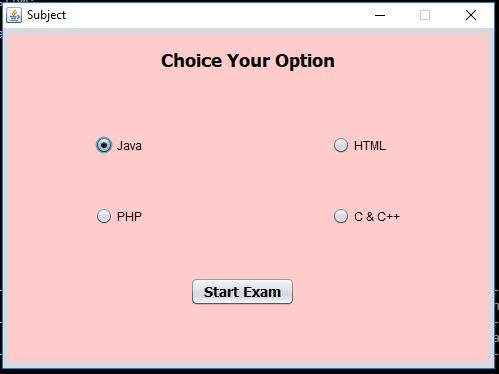 Subject
Choice Your Option
Java
HTML
PHP
C & C++
Start Exam